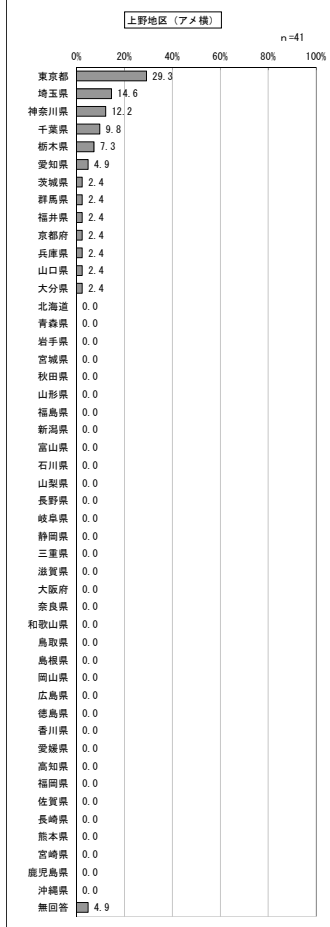 上野地区（アメ横）
n=41
0% 20% 40% 60% 80% 100%
東京都 29.3
埼玉県 14.6
神奈川県 12.2
千葉県 9.8
栃木県 7.3
愛知県 4.9
茨城県 2.4
群馬県 2.4
福井県 2.4
京都府 2.4
兵庫県 2.4
山口県 2.4
大分県 2.4
北海道 0.0
青森県 0.0
岩手県 0.0
宮城県 0.0
秋田県 0.0
山形県 0.0
福島県 0.0
新潟県 0.0
富山県 0.0
石川県 0.0
山梨県 0.0
長野県 0.0
岐阜県 0.0
静岡県 0.0
三重県 0.0
滋賀県 0.0
大阪府 0.0
奈良県 0.0
和歌山県 0.0
鳥取県 0.0
島根県 0.0
岡山県 0.0
広島県 0.0
徳島県 0.0
香川県 0.0
愛媛県 0.0
高知県 0.0
福岡県 0.0
佐賀県 0.0
長崎県 0.0
熊本県 0.0
宮崎県 0.0
鹿児島県 0.0
沖縄県 0.0
無回答 4.9